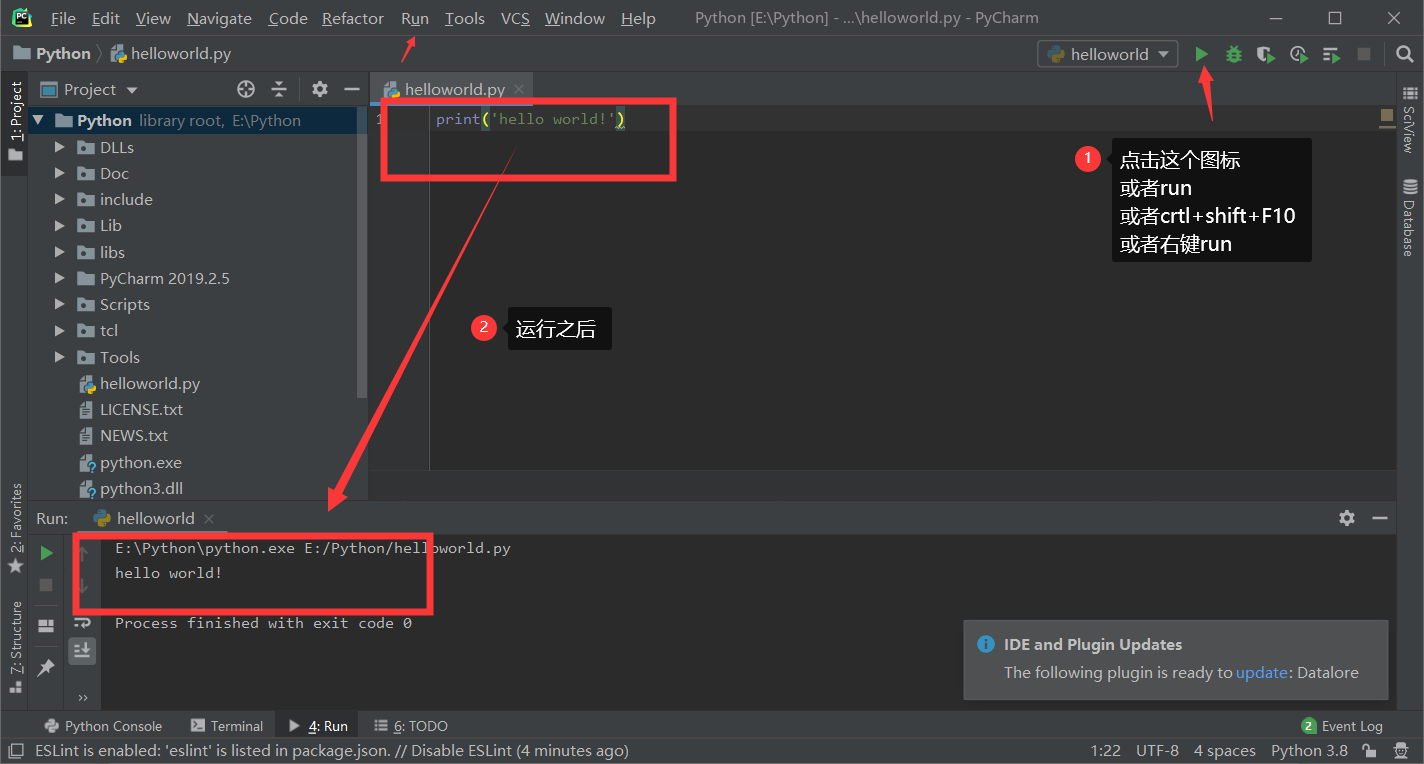 File Edit View Navigate Code Refactor Run Tools VCS Window Help Python [E:\Python] - ...\helloworld.py - PyCharm
Python helloworld.py helloworld
1: Project
Project
helloworld.py
Python library root, E:\Python
DLLs
Doc
include
Lib
libs
PyCharm 2019.2.5
Scripts
tcl
Tools
helloworld.py
LICENSE.txt
NEWS.txt
python.exe
python3.dll
1 print('hello world!')
1
点击这个图标
或者run
或者crtl+shift+F10
或者右键run
2
运行之后
SciView
Database
2: Favorites
7: Structure
Run: helloworld
E:\Python\python.exe E:/Python/helloworld.py
hello world!
Process finished with exit code 0
IDE and Plugin Updates
The following plugin is ready to update: Datalore
Python Console Terminal 4: Run 6: TODO 2 Event Log
ESLint is enabled: 'eslint' is listed in package.json. // Disable ESLint (4 minutes ago) 1:22 UTF-8 4 spaces Python 3.8